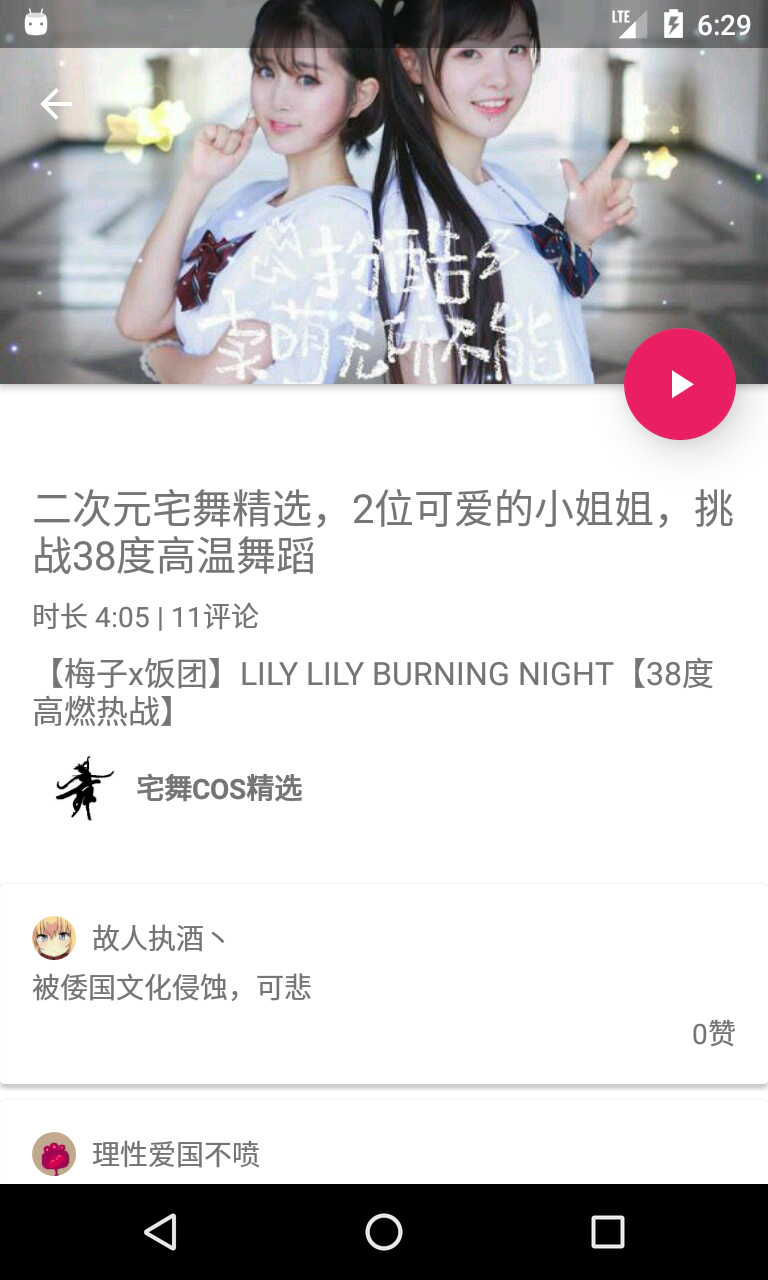 LTE 6:29
扮酷
卖萌无所不能
二次元宅舞精选，2位可爱的小姐姐，挑
战38度高温舞蹈
时长 4:05 | 11评论
【梅子x饭团】LILY LILY BURNING NIGHT【38度
高燃热战】
舞 宅舞COS精选
故人执酒丶
被倭国文化侵蚀，可悲
0赞
理性爱国不喷